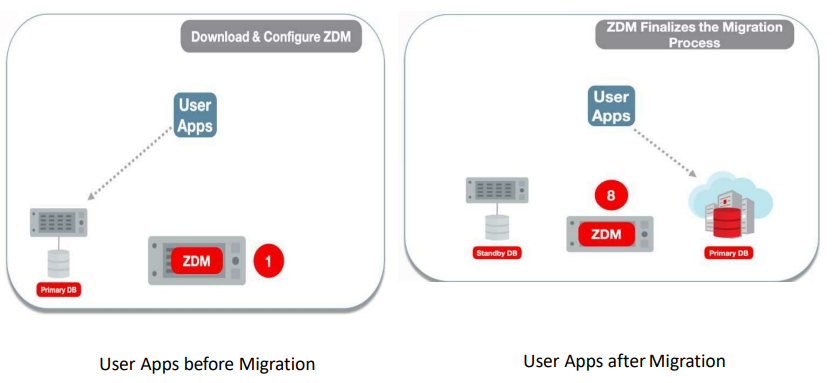 Download & Configure ZDM
User
Apps
Primary DB
ZDM
1
User Apps before Migration
ZDM Finalizes the Migration
Process
User
Apps
8
Standby DB
ZDM
Primary DB
User Apps after Migration